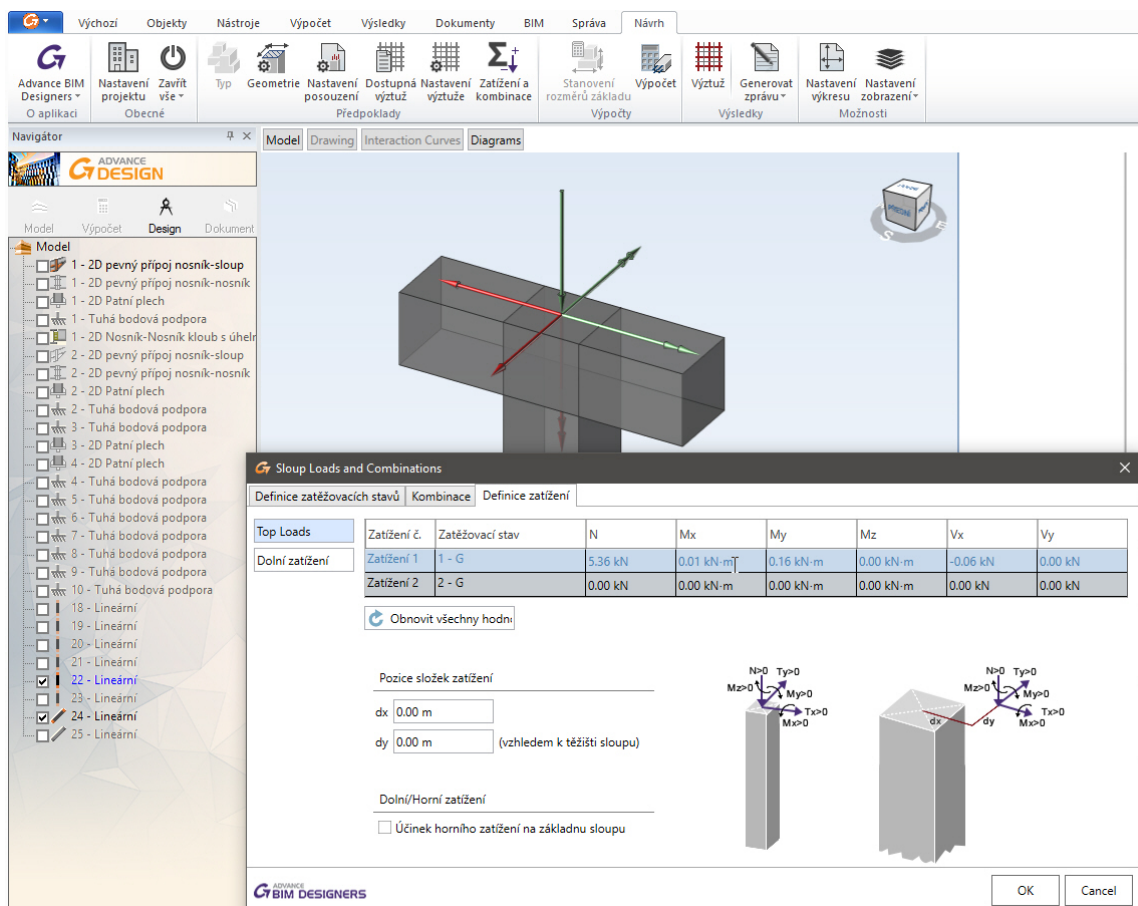 Výchozí Objekty Nástroje Výpočet Výsledky Dokumenty BIM Správa Návrh
Advance BIM Designers
Nastavení projektu
Zavřít vše
Typ
Geometrie
Nastavení posouzení
Dostupná výztuž
Nastavení výztuže
Zatížení a kombinace
Stanovení rozměrů základu
Výpočet
Výztuž
Generovat zprávu
Nastavení výkresu
Nastavení zobrazení
O aplikaci Obecné Předpoklady Výpočty Výsledky Možnosti
Navigátor
ADVANCE
DESIGN
Model Výpočet Design Dokument
Model
1 - 2D pevný přípoj nosník-sloup
1 - 2D pevný přípoj nosník-nosník
1 - 2D Patní plech
1 - Tuhá bodová podpora
1 - 2D Nosník-Nosník kloub s úheln
2 - 2D pevný přípoj nosník-sloup
2 - 2D pevný přípoj nosník-nosník
2 - 2D Patní plech
2 - Tuhá bodová podpora
3 - Tuhá bodová podpora
3 - 2D Patní plech
4 - 2D Patní plech
4 - Tuhá bodová podpora
5 - Tuhá bodová podpora
6 - Tuhá bodová podpora
7 - Tuhá bodová podpora
8 - Tuhá bodová podpora
9 - Tuhá bodová podpora
10 - Tuhá bodová podpora
18 - Lineární
19 - Lineární
20 - Lineární
21 - Lineární
22 - Lineární
23 - Lineární
24 - Lineární
25 - Lineární
Model Drawing Interaction Curves Diagrams
S E
Sloup Loads and Combinations
Definice zatěžovacích stavů Kombinace Definice zatížení
Top Loads
Dolní zatížení
Zatížení č. Zatěžovací stav N Mx My Mz Vx Vy
Zatížení 1 1 - G 5.36 kN 0.01 kN·m 0.16 kN·m 0.00 kN·m -0.06 kN 0.00 kN
Zatížení 2 2 - G 0.00 kN 0.00 kN·m 0.00 kN·m 0.00 kN·m 0.00 kN 0.00 kN
Obnovit všechny hodn
Pozice složek zatížení
dx 0.00 m
dy 0.00 m (vzhledem k těžišti sloupu)
Dolní/Horní zatížení
Účinek horního zatížení na základnu sloupu
N>0 Ty>0
Mz>0 My>0
Tx>0
Mx>0
N>0 Ty>0
Mz>0 My>0
Tx>0
dx dy Mx>0
ADVANCE
BIM DESIGNERS
OK Cancel